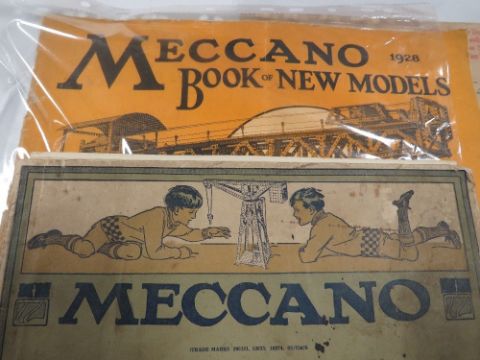 MECCANO
1928
BOOK OF NEW MODELS
MECCANO